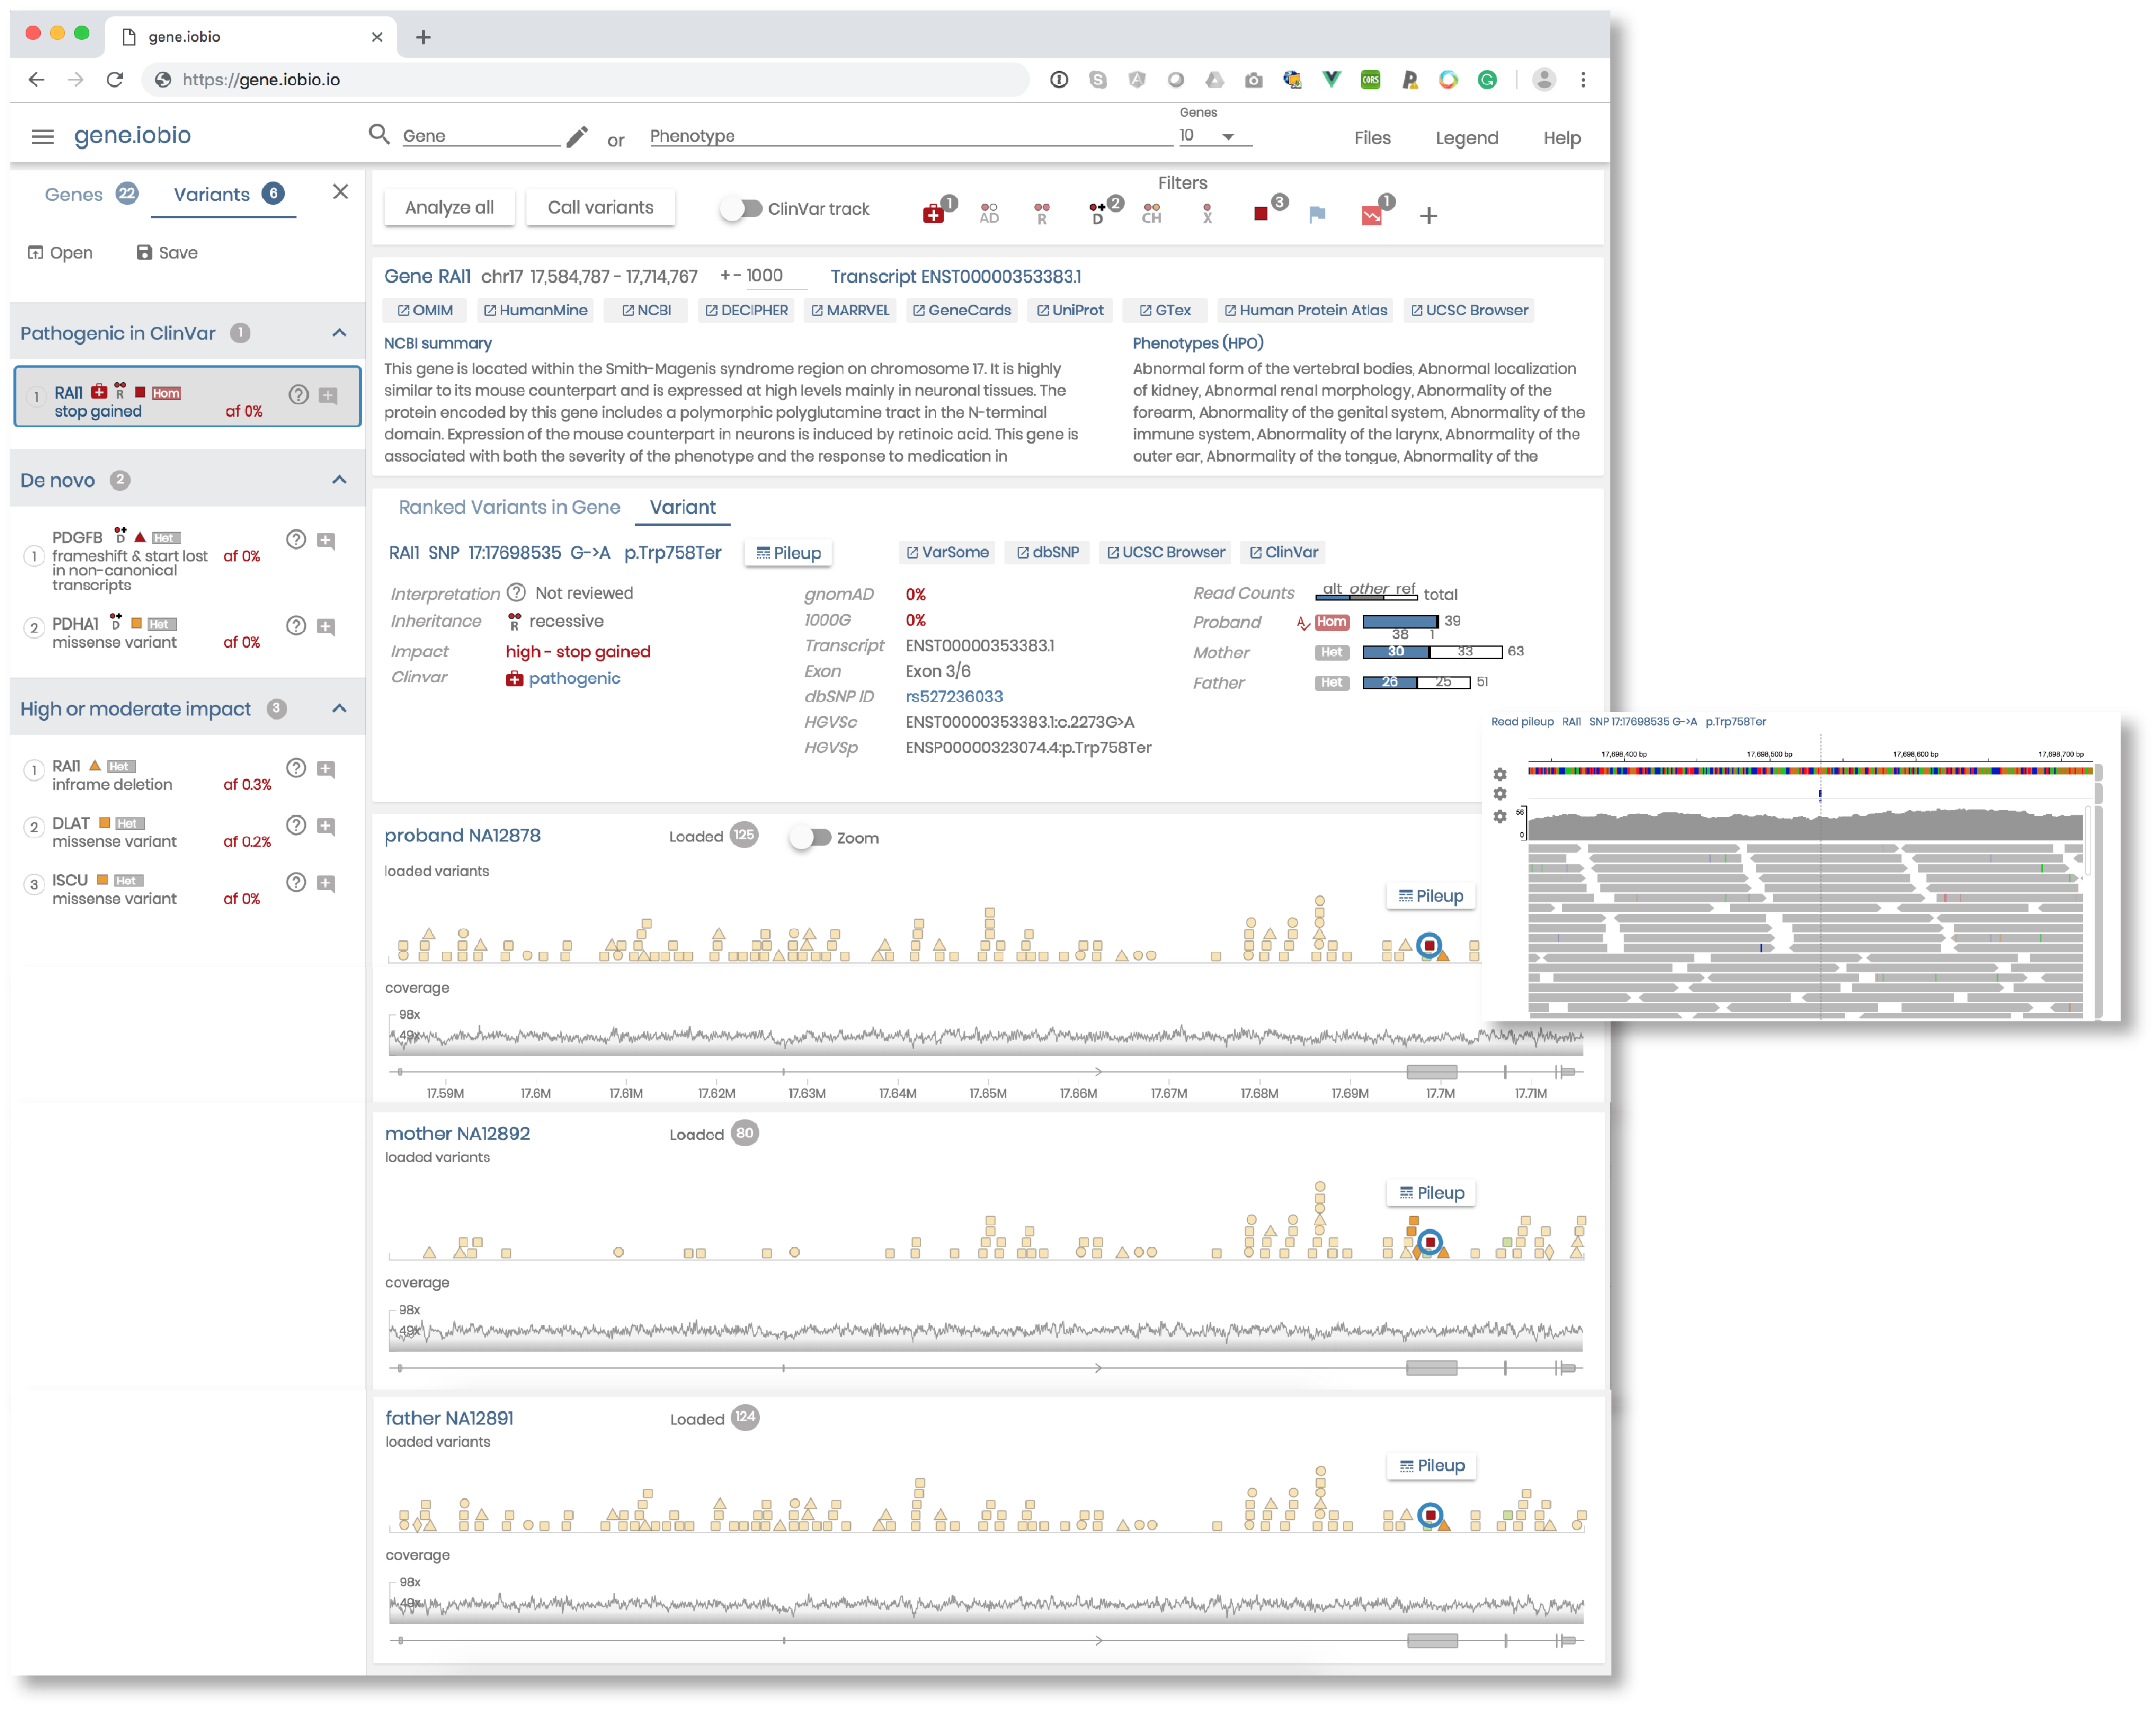 gene.iobio
https://gene.iobio.io
gene.iobio
Gene
or
Phenotype
Genes
10
Files
Legend
Help
Genes 22
Variants 6
Open
Save
Pathogenic in ClinVar 1
1 RAI1 R Hom
stop gained af 0%
De novo 2
1 PDGFB D Het
frameshift & start lost af 0%
in non-canonical
transcripts
2 PDHA1 D Het
missense variant af 0%
High or moderate impact 3
1 RAI1 Het
inframe deletion af 0.3%
2 DLAT Het
missense variant af 0.2%
3 ISCU Het
missense variant af 0%
Analyze all
Call variants
ClinVar track
Filters
1 AD R D 2 CH X 3 1
Gene RAI1 chr17 17,584,787 - 17,714,767 + - 1000 Transcript ENST00000353383.1
OMIM HumanMine NCBI DECIPHER MARRVEL GeneCards UniProt GTex Human Protein Atlas UCSC Browser
NCBI summary
This gene is located within the Smith-Magenis syndrome region on chromosome 17. It is highly
similar to its mouse counterpart and is expressed at high levels mainly in neuronal tissues. The
protein encoded by this gene includes a polymorphic polyglutamine tract in the N-terminal
domain. Expression of the mouse counterpart in neurons is induced by retinoic acid. This gene is
associated with both the severity of the phenotype and the response to medication in
Phenotypes (HPO)
Abnormal form of the vertebral bodies, Abnormal localization
of kidney, Abnormal renal morphology, Abnormality of the
forearm, Abnormality of the genital system, Abnormality of the
immune system, Abnormality of the larynx, Abnormality of the
outer ear, Abnormality of the tongue, Abnormality of the
Ranked Variants in Gene
Variant
RAI1 SNP 17:17698535 G->A p.Trp758Ter
Pileup
VarSome dbSNP UCSC Browser ClinVar
Interpretation Not reviewed
Inheritance R recessive
Impact high - stop gained
Clinvar pathogenic
gnomAD 0%
1000G 0%
Transcript ENST00000353383.1
Exon Exon 3/6
dbSNP ID rs527236033
HGVSc ENST00000353383.1:c.2273G>A
HGVSp ENSP00000323074.4:p.Trp758Ter
Read Counts alt other ref total
Proband Hom 39
38 1
Mother Het 30 33 63
Father Het 26 25 51
Read pileup RAI1 SNP 17:17698535 G->A p.Trp758Ter
17,698,400 bp 17,698,500 bp 17,698,600 bp 17,698,700 bp
56
0
proband NA12878
Loaded 125
Zoom
loaded variants
Pileup
coverage
98x
49x
17.59M 17.6M 17.61M 17.62M 17.63M 17.64M 17.65M 17.66M 17.67M 17.68M 17.69M 17.7M 17.71M
mother NA12892
Loaded 80
loaded variants
Pileup
coverage
98x
49x
father NA12891
Loaded 124
loaded variants
Pileup
coverage
98x
49x